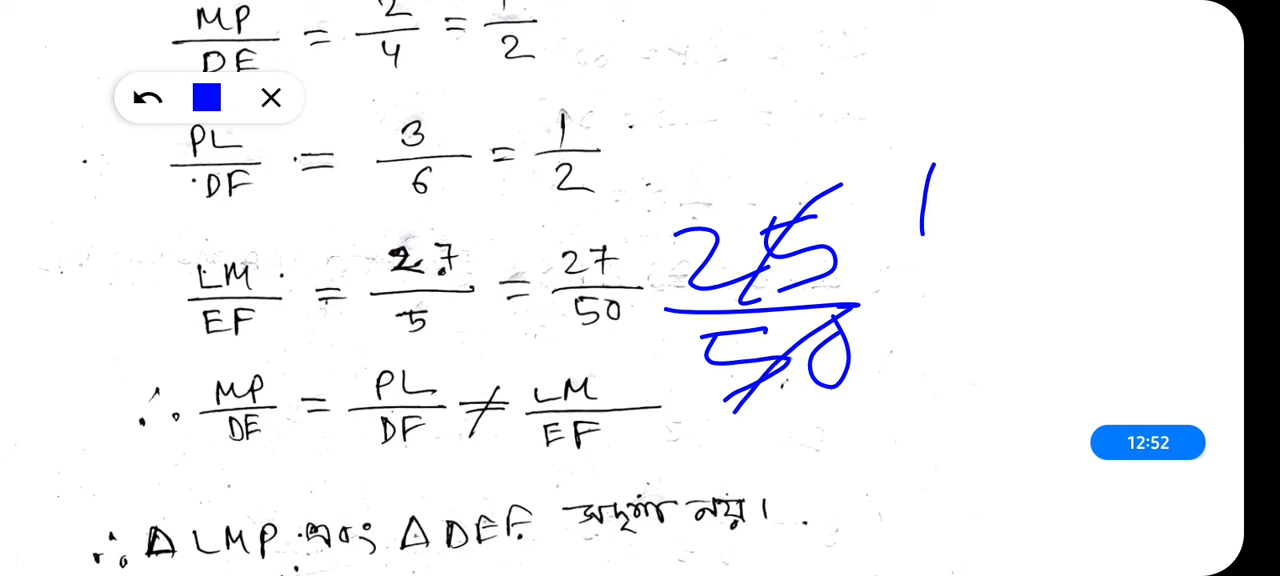 MP/DE = 2/4 = 1/2
PL/DF = 3/6 = 1/2
LM/EF = 2.7/5 = 27/50 25/50 1
∴ MP/DE = PL/DF ≠ LM/EF
12:52
∴ Δ LMP এবং Δ DEF সদৃশ নয়।